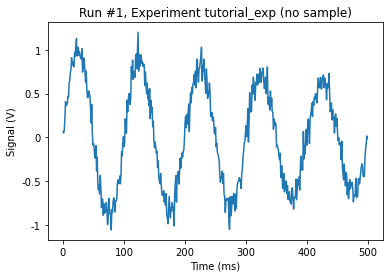 Run #1, Experiment tutorial_exp (no sample)
Signal (V)
1
0.5
0
-0.5
-1
0 100 200 300 400 500
Time (ms)